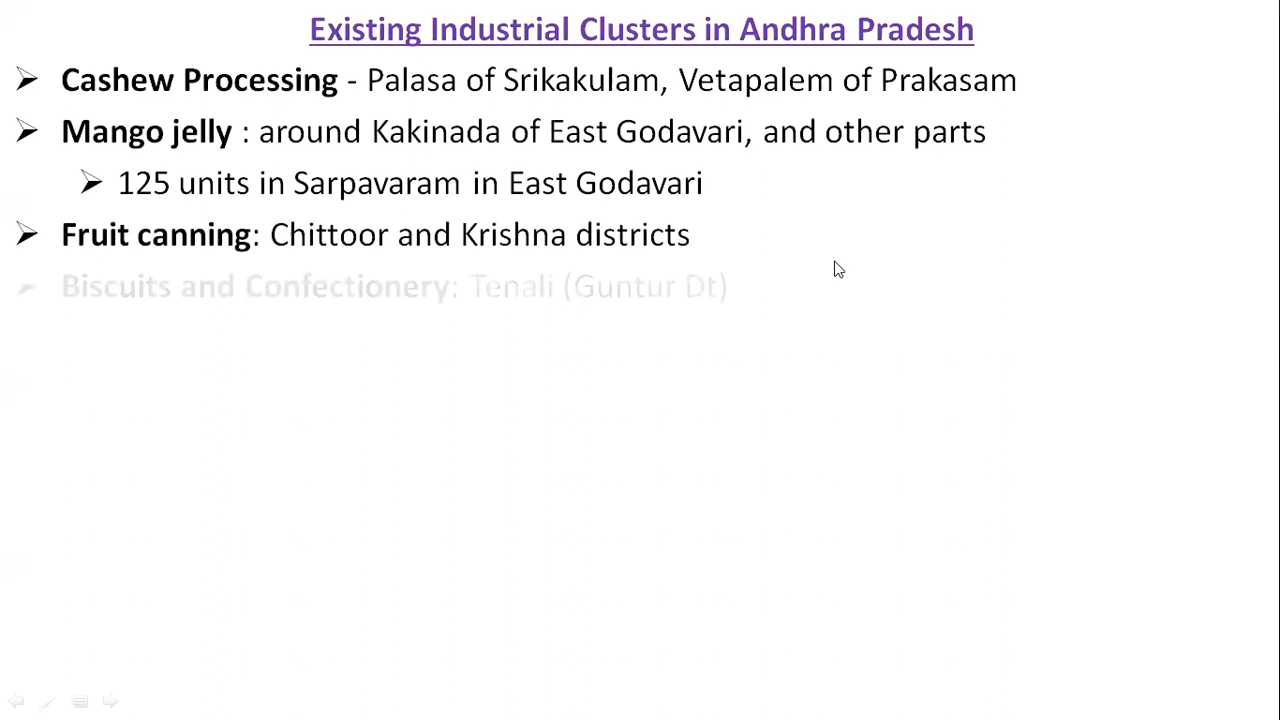 Existing Industrial Clusters in Andhra Pradesh
➢ Cashew Processing - Palasa of Srikakulam, Vetapalem of Prakasam
➢ Mango jelly : around Kakinada of East Godavari, and other parts
➢ 125 units in Sarpavaram in East Godavari
➢ Fruit canning: Chittoor and Krishna districts
➢ Biscuits and Confectionery: Tenali (Guntur Dt)